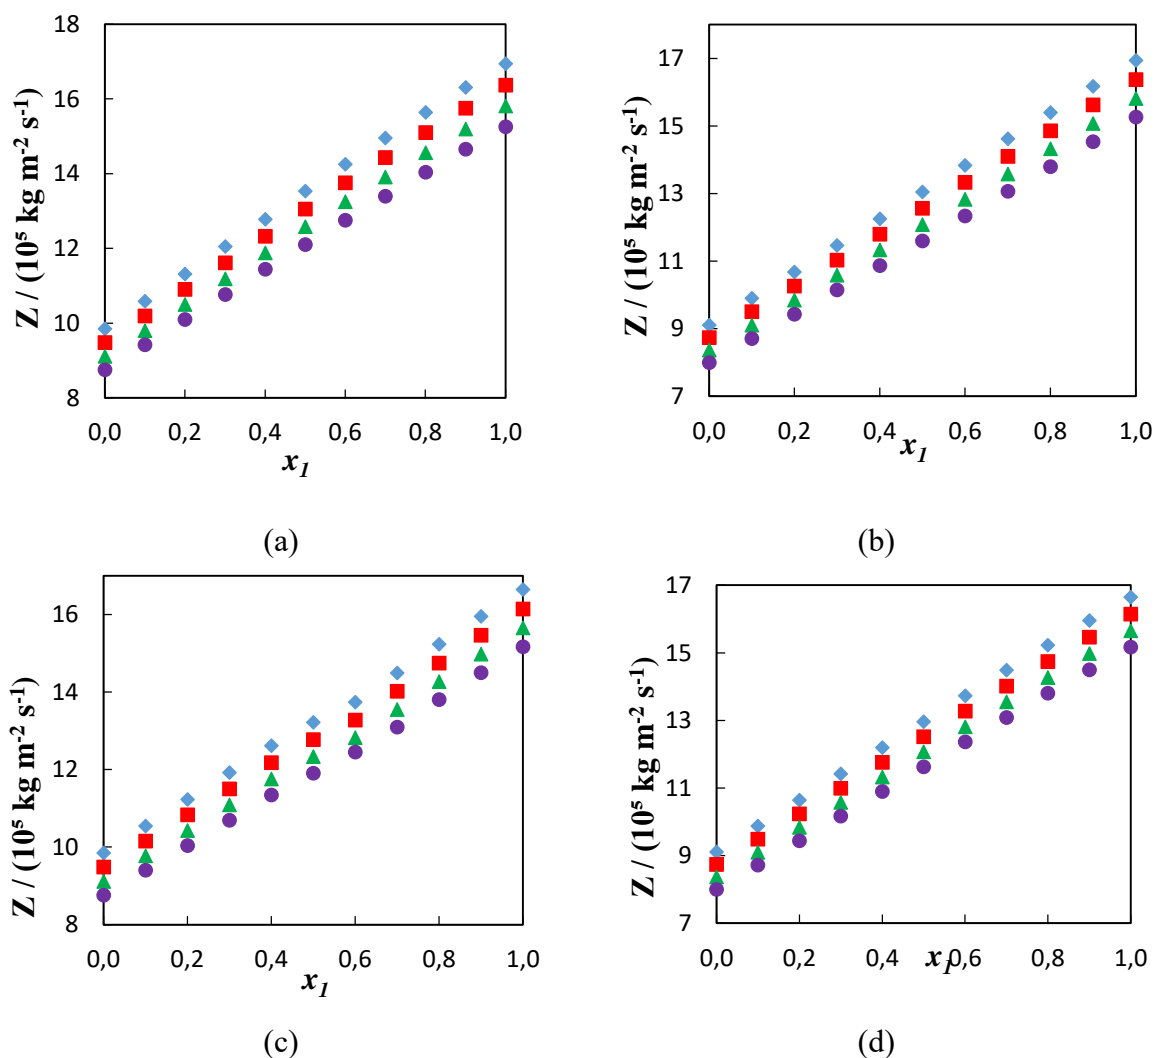 18
16
14
12
10
8
Z / (10⁵ kg m⁻² s⁻¹)
0,0 0,2 0,4 0,6 0,8 1,0
x₁
(a)
17
15
13
11
9
7
Z / (10⁵ kg m⁻² s⁻¹)
0,0 0,2 0,4 0,6 0,8 1,0
x₁
(b)
16
14
12
10
8
Z / (10⁵ kg m⁻² s⁻¹)
0,0 0,2 0,4 0,6 0,8 1,0
x₁
(c)
17
15
13
11
9
7
Z / (10⁵ kg m⁻² s⁻¹)
0,0 0,2 0,4 0,6 0,8 1,0
x₁
(d)